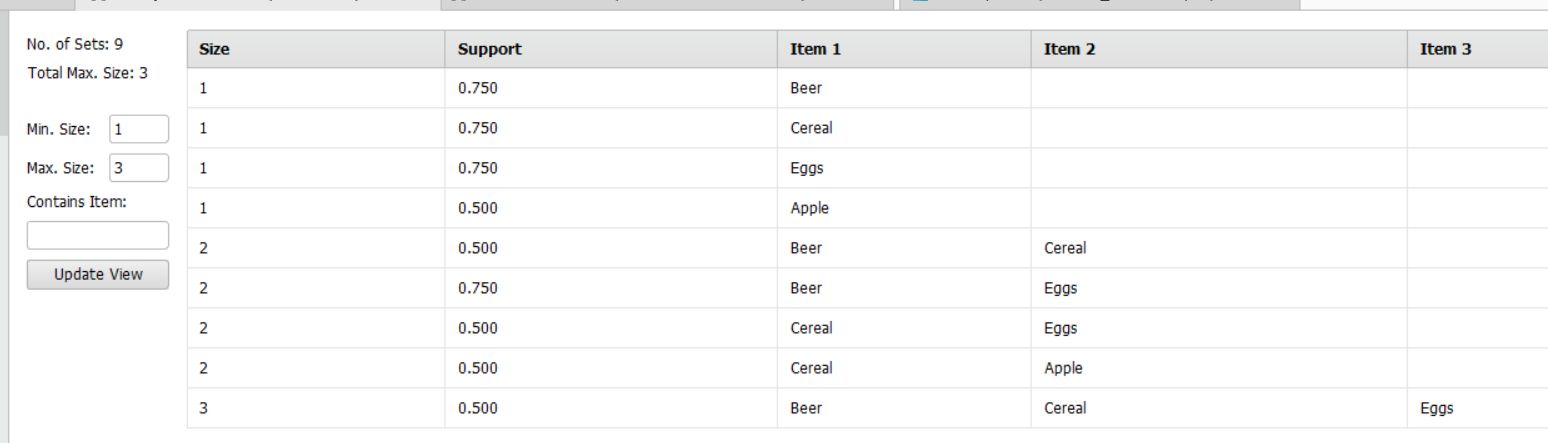 No. of Sets: 9
Total Max. Size: 3
Min. Size: 1
Max. Size: 3
Contains Item:
Update View
Size Support Item 1 Item 2 Item 3
1 0.750 Beer
1 0.750 Cereal
1 0.750 Eggs
1 0.500 Apple
2 0.500 Beer Cereal
2 0.750 Beer Eggs
2 0.500 Cereal Eggs
2 0.500 Cereal Apple
3 0.500 Beer Cereal Eggs